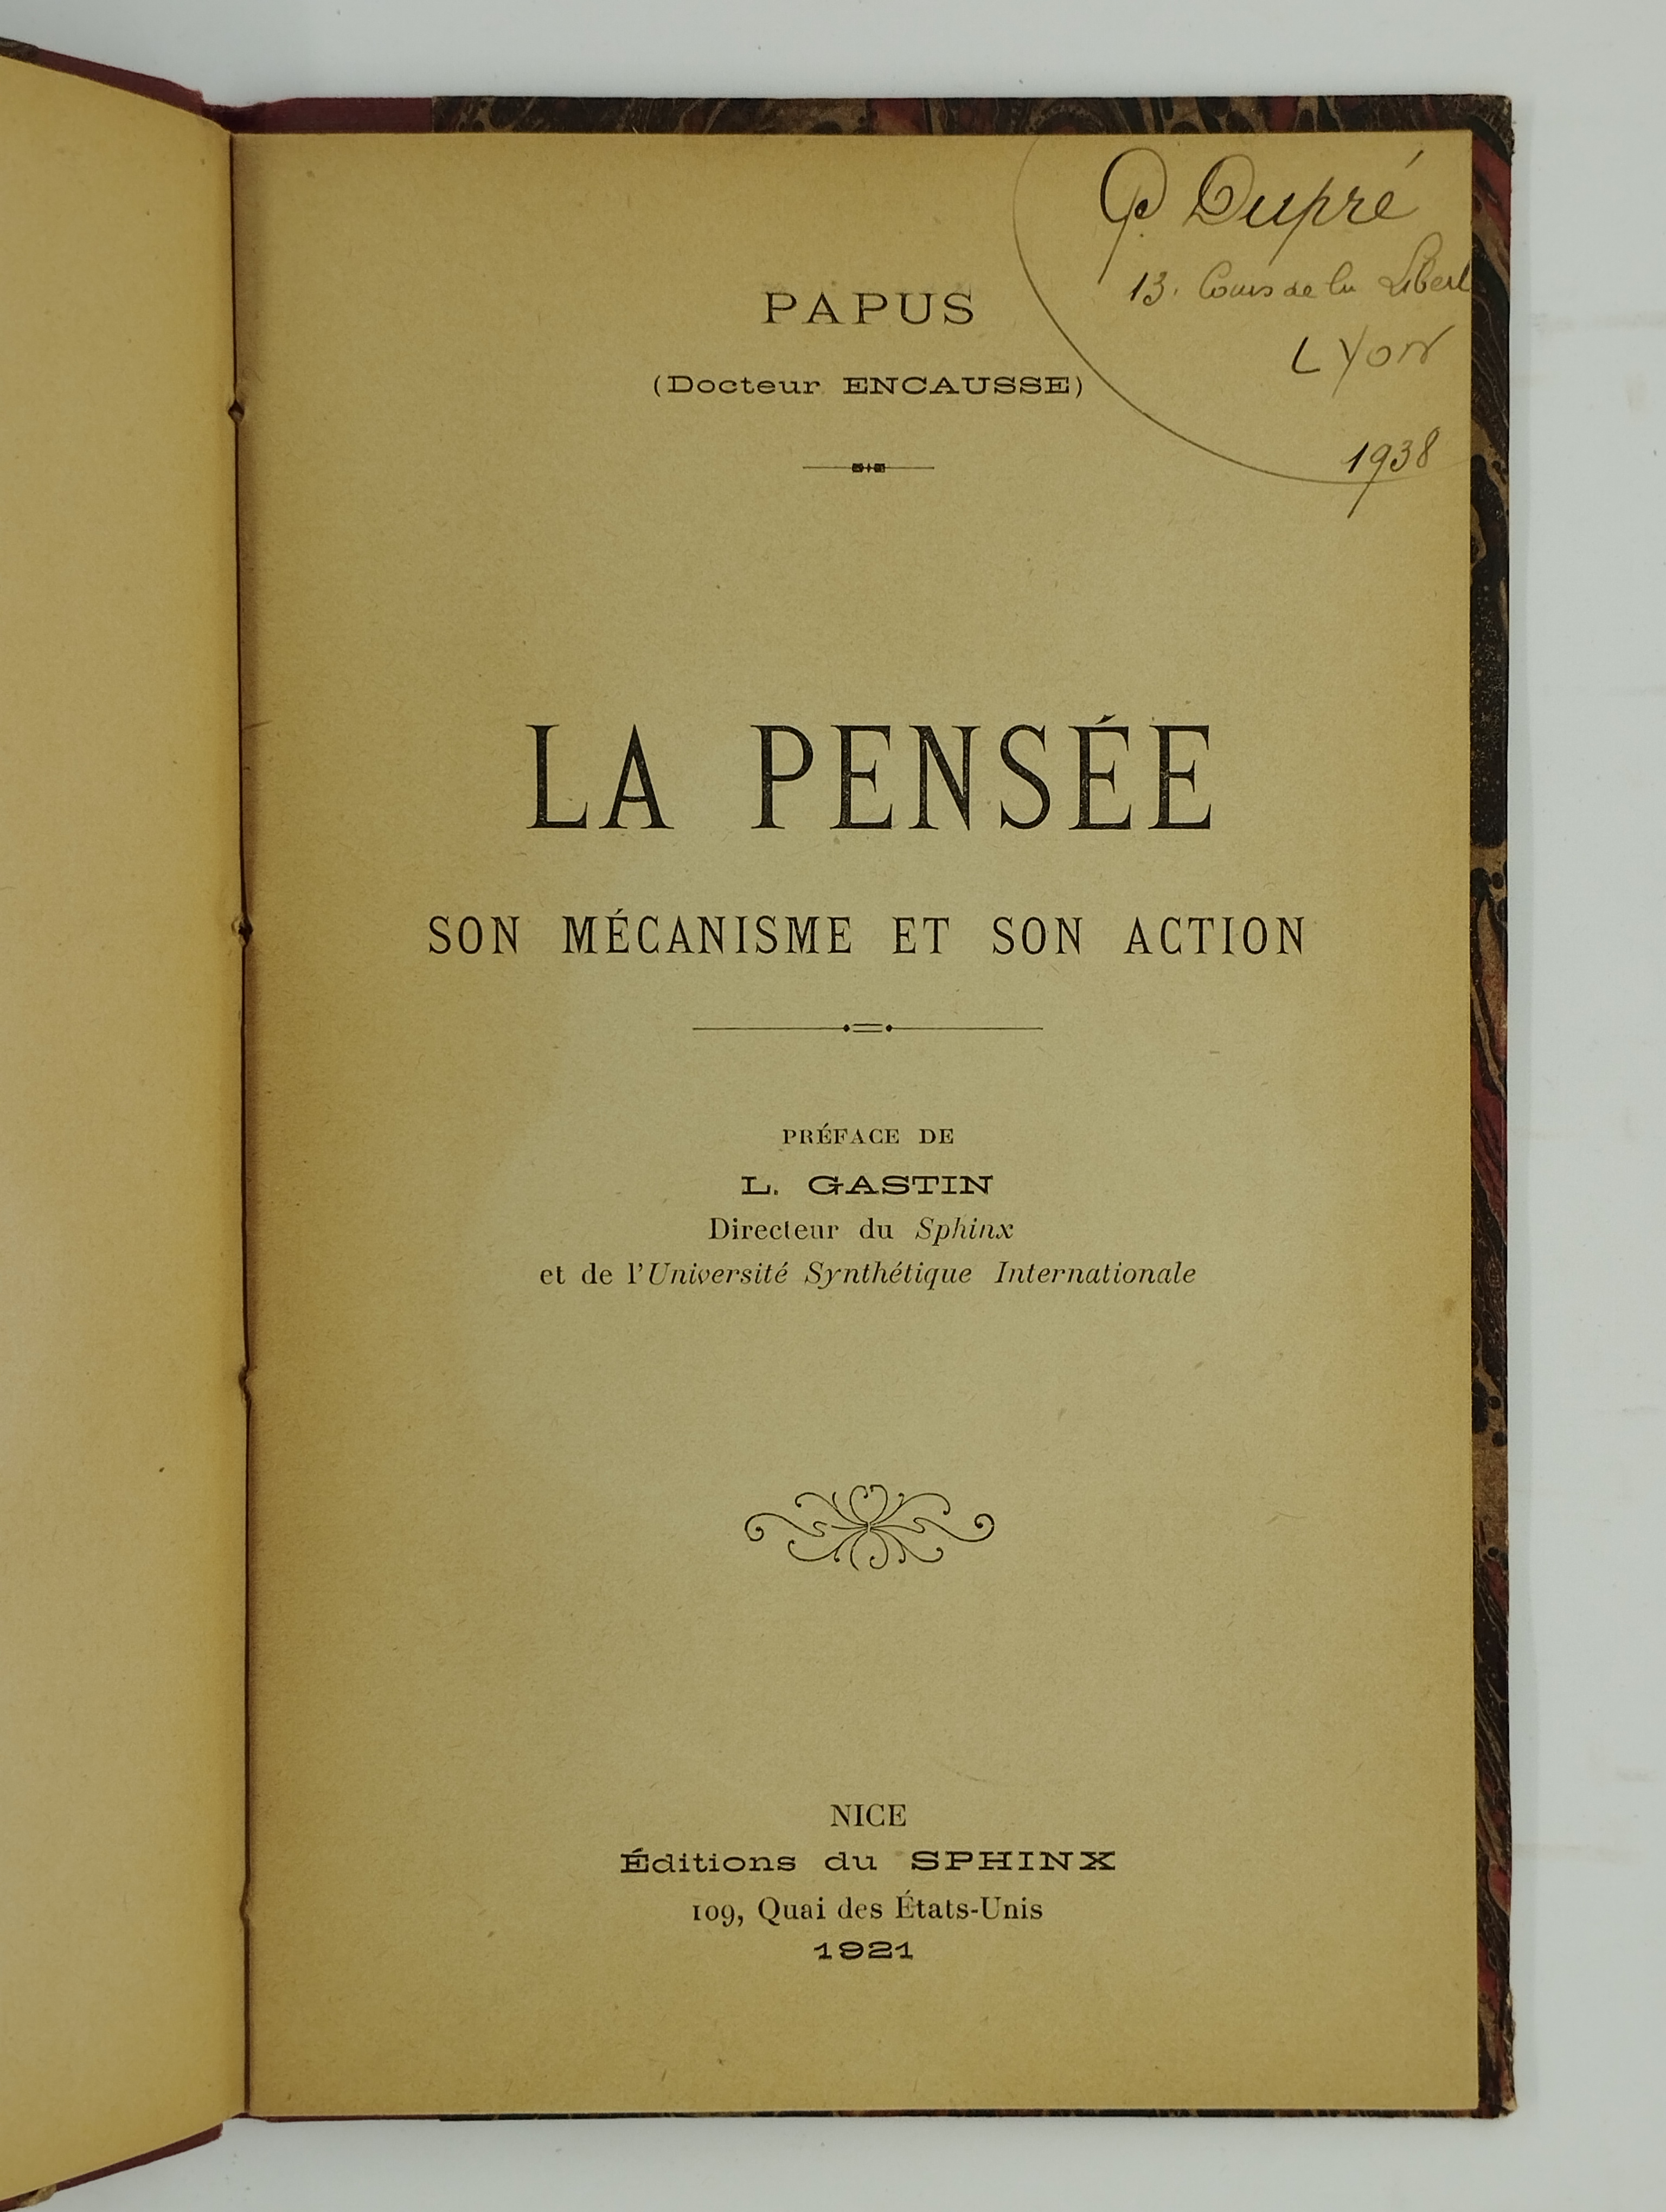 P. Dupré
13. Cours de la Libert
LYON
1938
PAPUS
(Docteur ENCAUSSE)
LA PENSÉE
SON MÉCANISME ET SON ACTION
PRÉFACE DE
L. GASTIN
Directeur du Sphinx
et de l'Université Synthétique Internationale
NICE
Éditions du SPHINX
109, Quai des États-Unis
1921